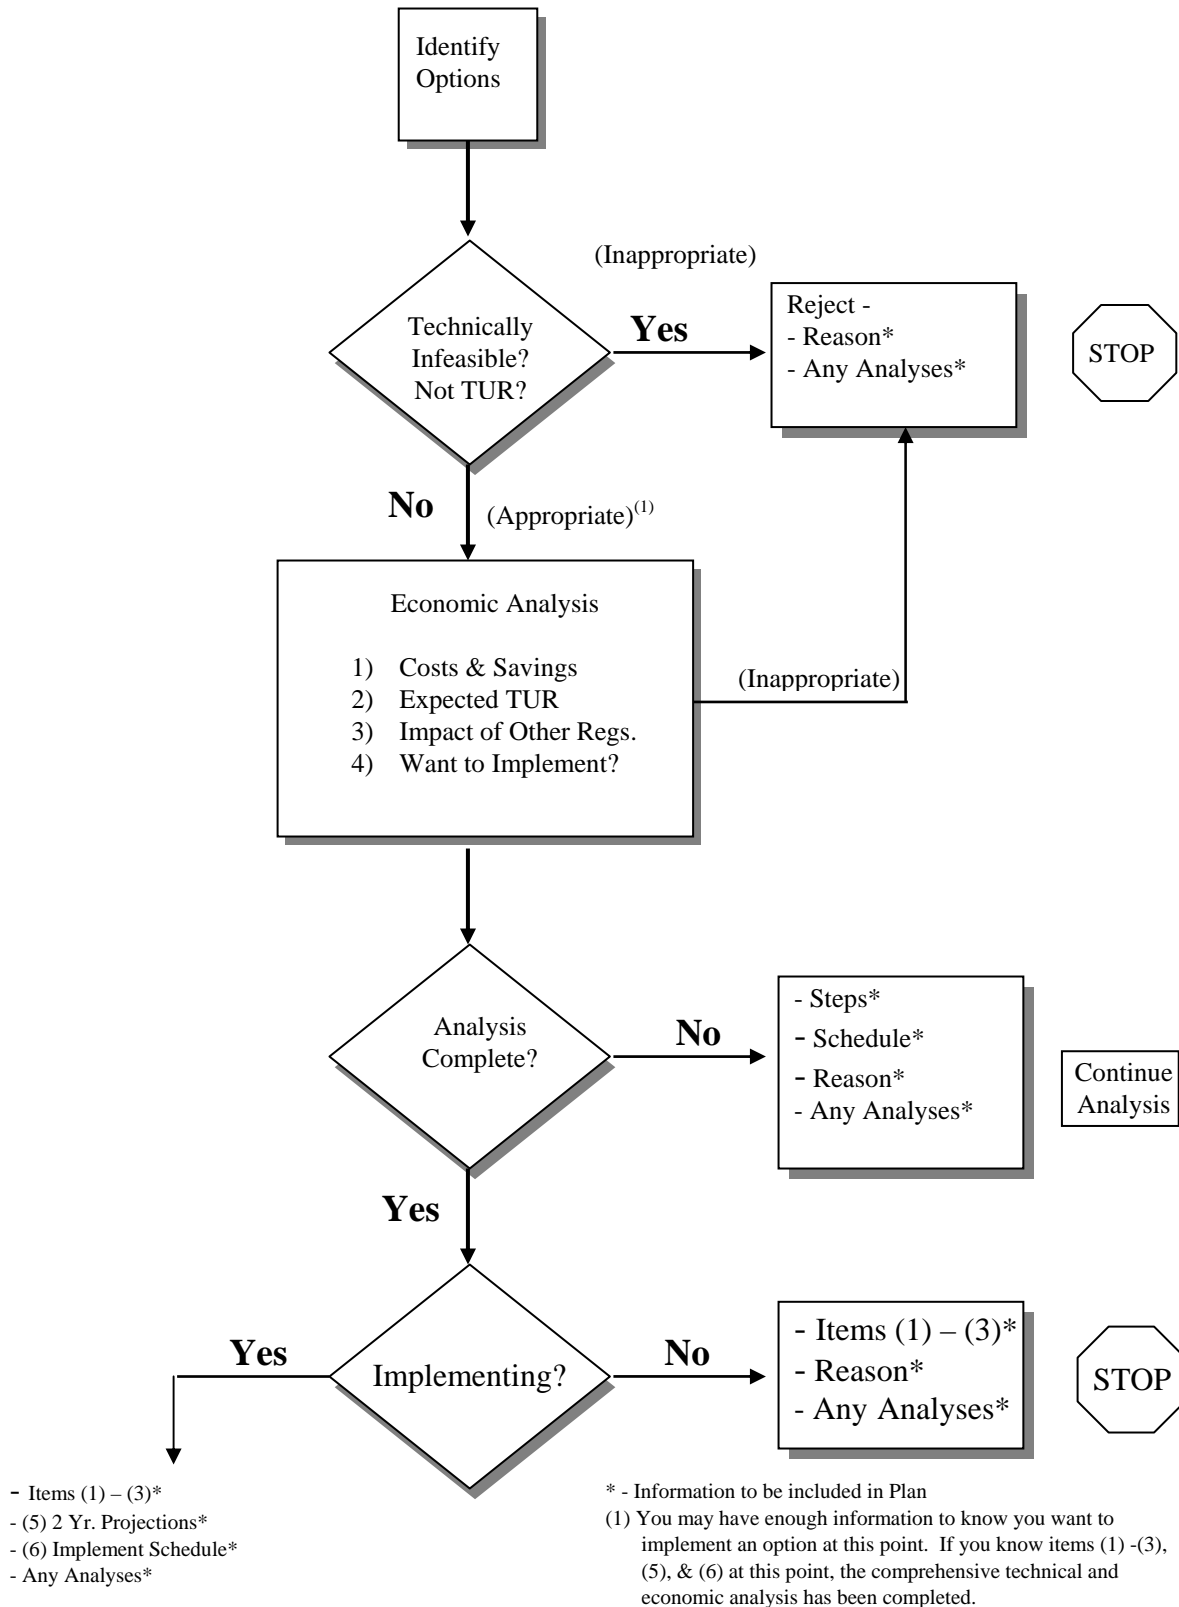 Identify
Options
(Inappropriate)
Technically
Infeasible?
Not TUR?
Yes
Reject -
- Reason*
- Any Analyses*
STOP
No
(Appropriate)(1)
Economic Analysis
1) Costs & Savings
2) Expected TUR
3) Impact of Other Regs.
4) Want to Implement?
(Inappropriate)
Analysis
Complete?
No
- Steps*
- Schedule*
- Reason*
- Any Analyses*
Continue
Analysis
Yes
Implementing?
Yes
No
- Items (1) – (3)*
- Reason*
- Any Analyses*
STOP
- Items (1) – (3)*
- (5) 2 Yr. Projections*
- (6) Implement Schedule*
- Any Analyses*
* - Information to be included in Plan
(1) You may have enough information to know you want to
implement an option at this point. If you know items (1) -(3),
(5), & (6) at this point, the comprehensive technical and
economic analysis has been completed.